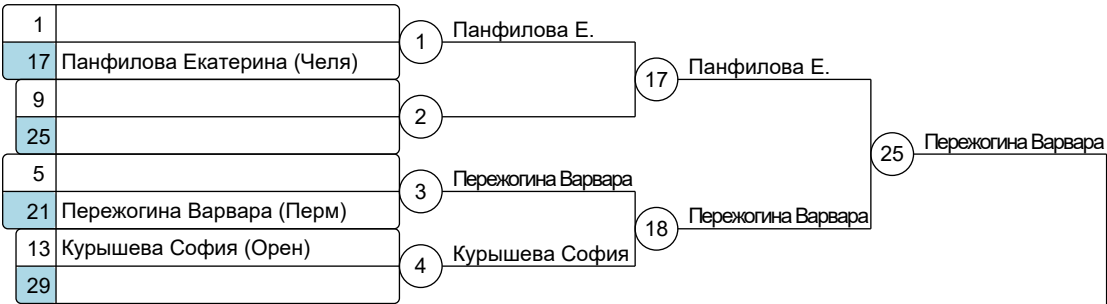 1
17 Панфилова Екатерина (Челя)
9
25
5
21 Пережогина Варвара (Перм)
13 Курышева София (Орен)
29
1 Панфилова Е.
2
3 Пережогина Варвара
4 Курышева София
17 Панфилова Е.
18 Пережогина Варвара
25 Пережогина Варвара